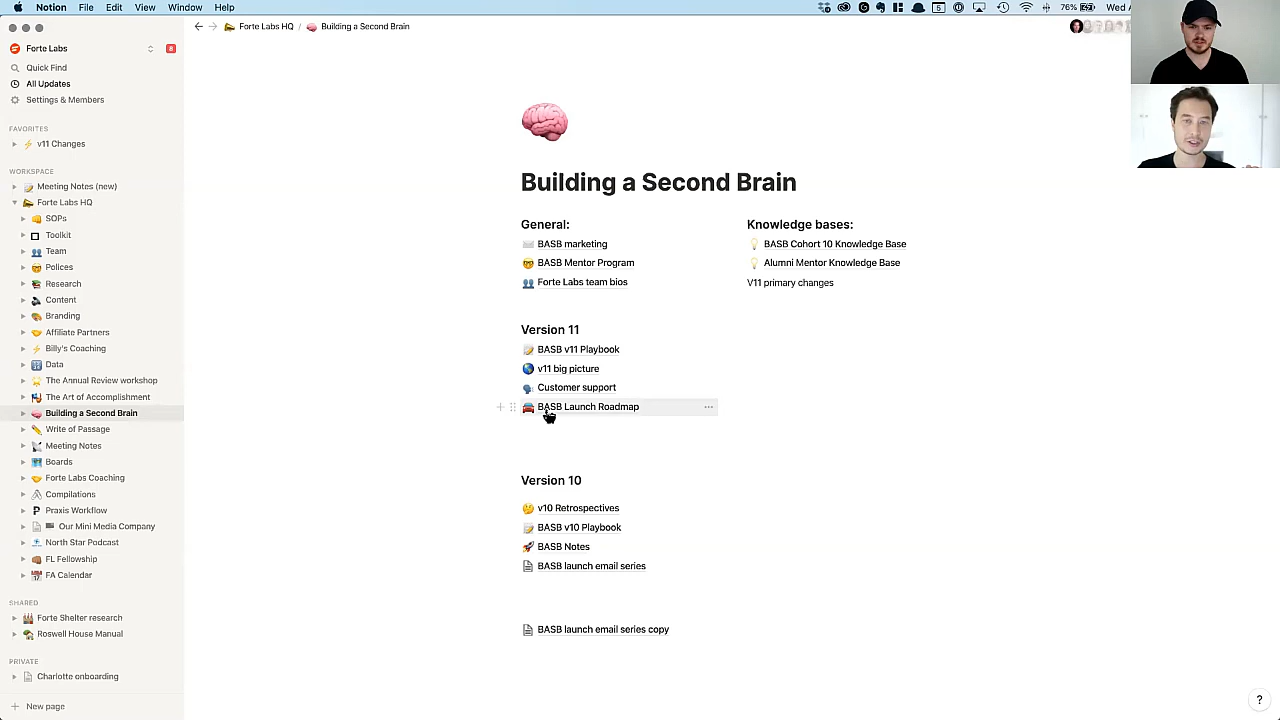 Notion File Edit View Window Help
5 76% Wed A
Forte Labs HQ / Building a Second Brain
Forte Labs 8
Quick Find
All Updates
Settings & Members
FAVORITES
v11 Changes
WORKSPACE
Meeting Notes (new)
Forte Labs HQ
SOPs
Toolkit
Team
Polices
Research
Content
Branding
Affiliate Partners
Billy's Coaching
Data
The Annual Review workshop
The Art of Accomplishment
Building a Second Brain
Write of Passage
Meeting Notes
Boards
Forte Labs Coaching
Compilations
Praxis Workflow
Our Mini Media Company
North Star Podcast
FL Fellowship
FA Calendar
SHARED
Forte Shelter research
Roswell House Manual
PRIVATE
Charlotte onboarding
New page
Building a Second Brain
General:
BASB marketing
BASB Mentor Program
Forte Labs team bios
Knowledge bases:
BASB Cohort 10 Knowledge Base
Alumni Mentor Knowledge Base
V11 primary changes
Version 11
BASB v11 Playbook
v11 big picture
Customer support
BASB Launch Roadmap
Version 10
v10 Retrospectives
BASB v10 Playbook
BASB Notes
BASB launch email series
BASB launch email series copy
?